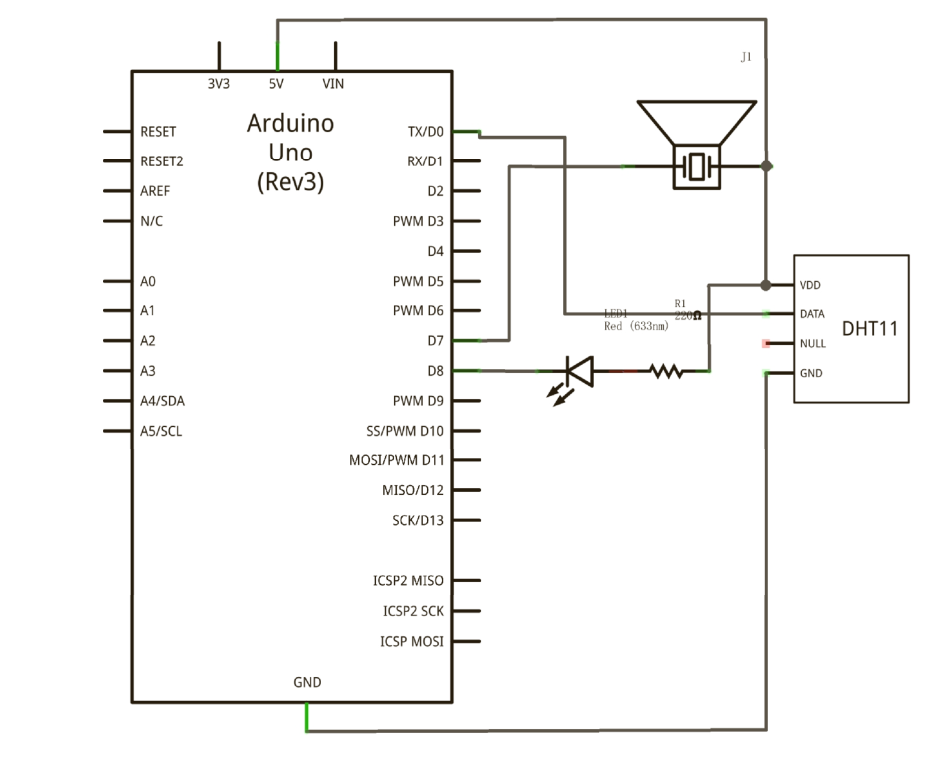 J1
3V3
5V
VIN
Arduino
Uno
(Rev3)
RESET
RESET2
AREF
N/C
A0
A1
A2
A3
A4/SDA
A5/SCL
TX/D0
RX/D1
D2
PWM D3
D4
PWM D5
PWM D6
D7
D8
PWM D9
SS/PWM D10
MOSI/PWM D11
MISO/D12
SCK/D13
ICSP2 MISO
ICSP2 SCK
ICSP MOSI
GND
LED1
Red (633nm)
R1
220Ω
VDD
DATA
NULL
GND
DHT11